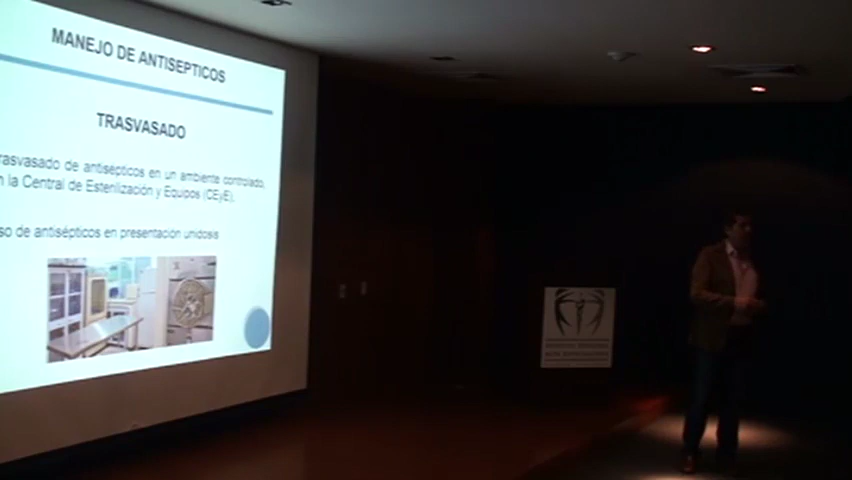 MANEJO DE ANTISEPTICOS
TRASVASADO
rasvasado de antisepticos en un ambiente controlado,
n la Central de Esterilización y Equipos (CEyE),
so de antisépticos en presentación unidosis